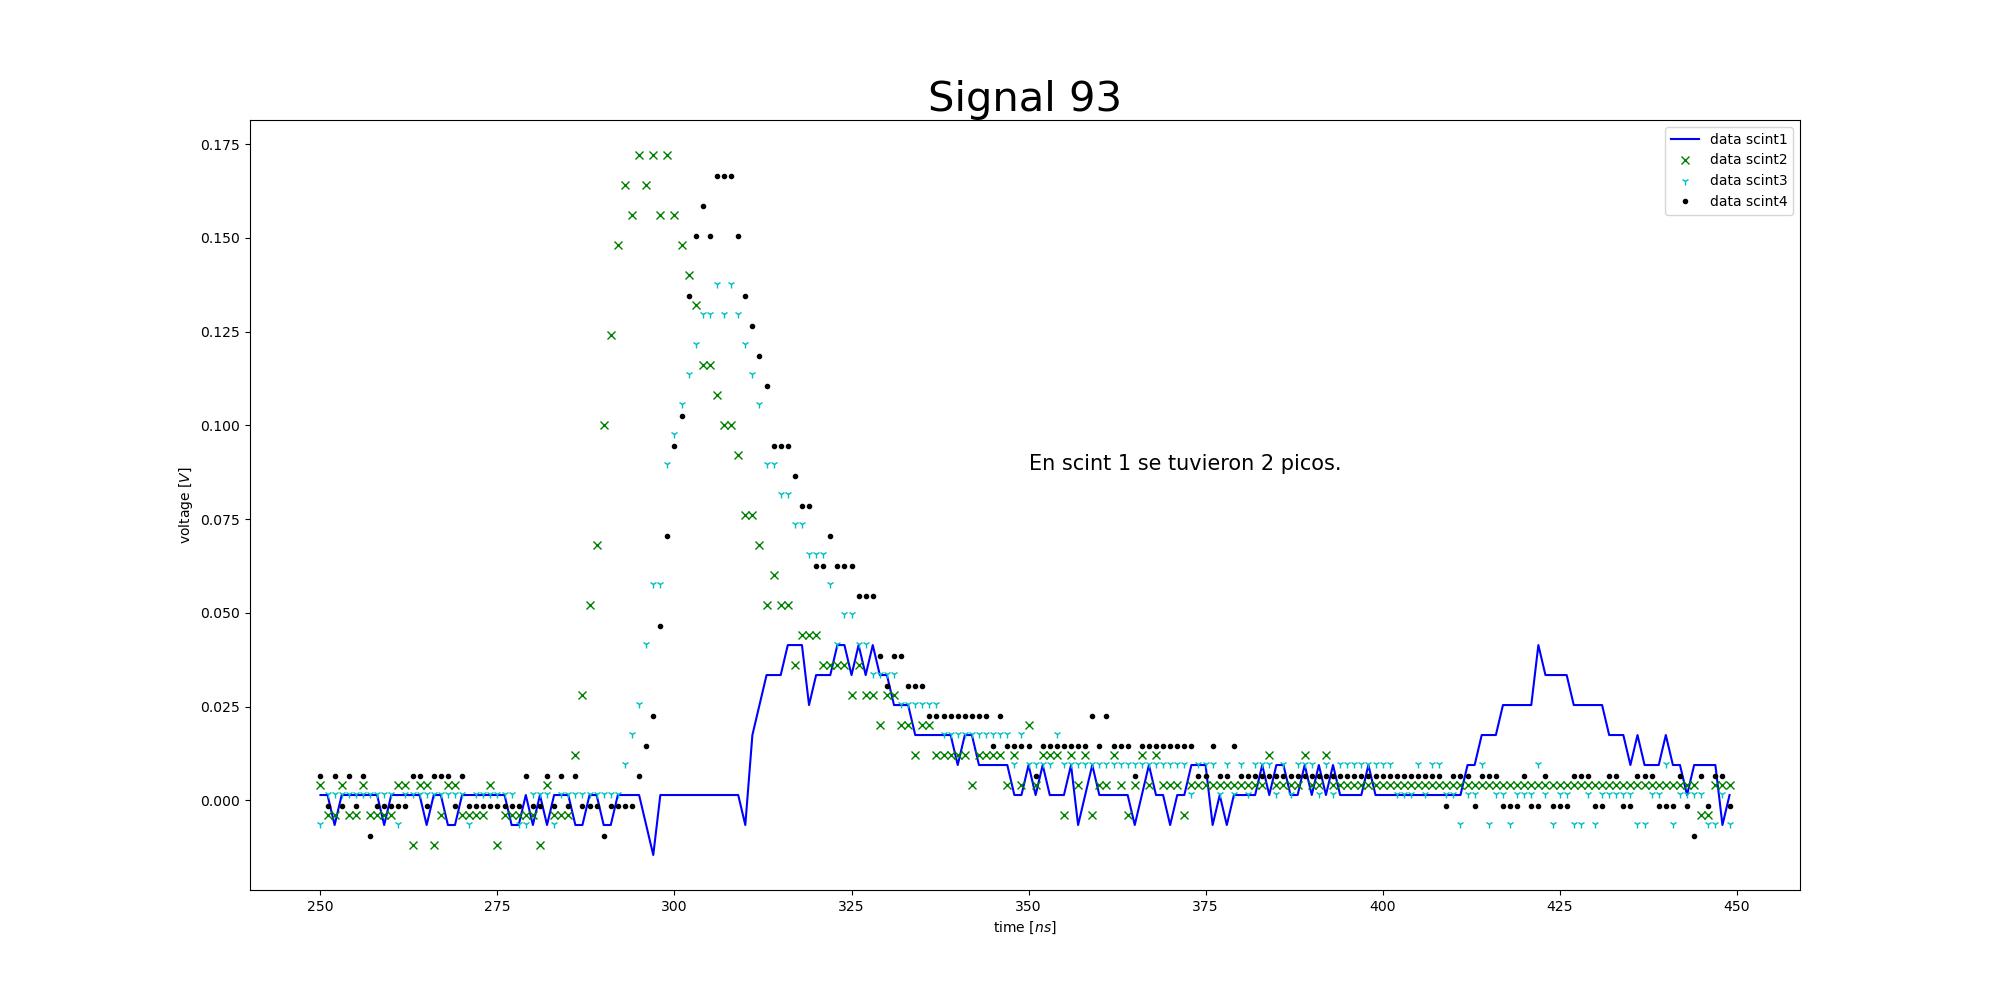 Signal 93
data scint1
data scint2
data scint3
data scint4
0.175
0.150
0.125
0.100
0.075
0.050
0.025
0.000
voltage [V]
En scint 1 se tuvieron 2 picos.
250 275 300 325 350 375 400 425 450
time [ns]